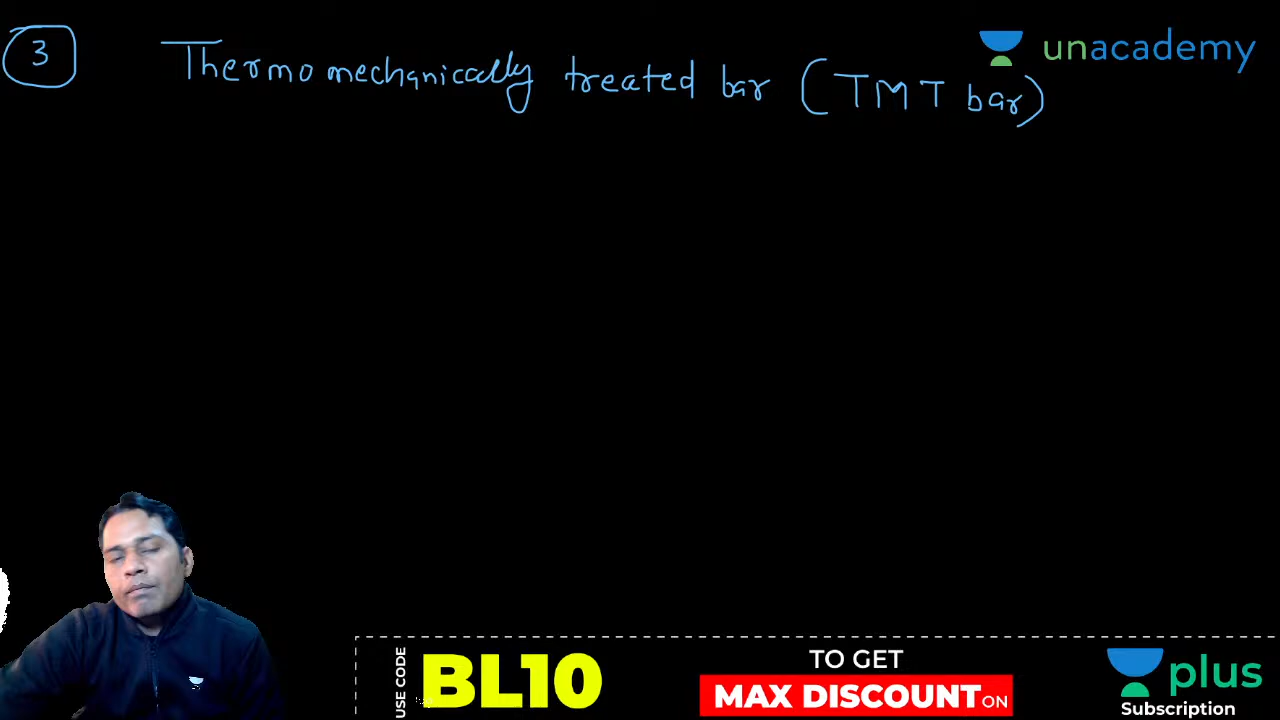 3 Thermomechanically treated bar (TMT bar)
unacademy
USE CODE
BL10
TO GET
MAX DISCOUNT ON
plus
Subscription